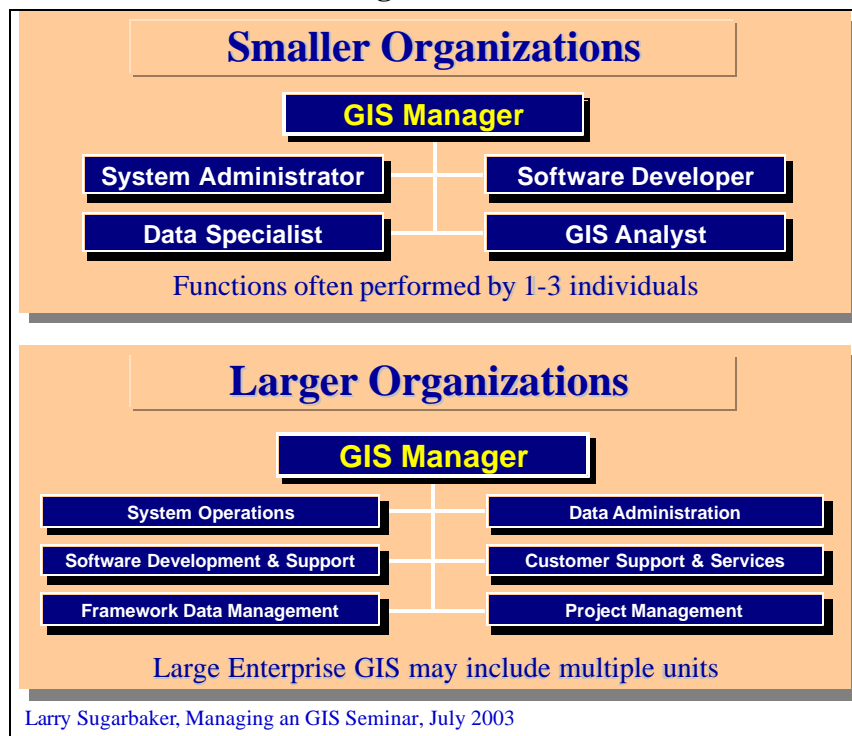 Smaller Organizations
GIS Manager
System Administrator
Software Developer
Data Specialist
GIS Analyst
Functions often performed by 1-3 individuals
Larger Organizations
GIS Manager
System Operations
Data Administration
Software Development & Support
Customer Support & Services
Framework Data Management
Project Management
Large Enterprise GIS may include multiple units
Larry Sugarbaker, Managing an GIS Seminar, July 2003